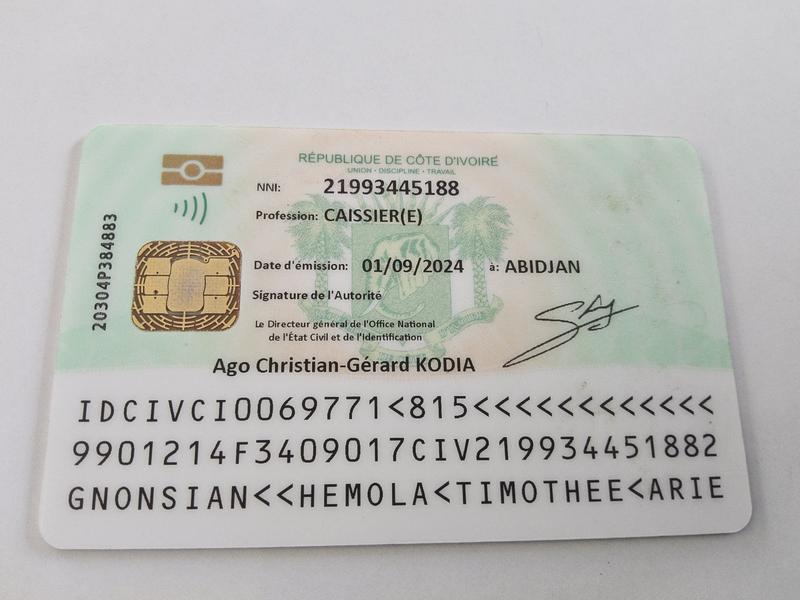 RÉPUBLIQUE DE CÔTE D'IVOIRE
UNION - DISCIPLINE - TRAVAIL
NNI: 21993445188
Profession: CAISSIER(E)
20304P384883
Date d'émission: 01/09/2024 à: ABIDJAN
Signature de l'Autorité
Le Directeur général de l'Office National
de l'État Civil et de l'Identification
Ago Christian-Gérard KODIA
IDCIVCI0069771<815<<<<<<<<<<<<
9901214F3409017CIV219934451882
GNONSIAN<<HEMOLA<TIMOTHEE<ARIE